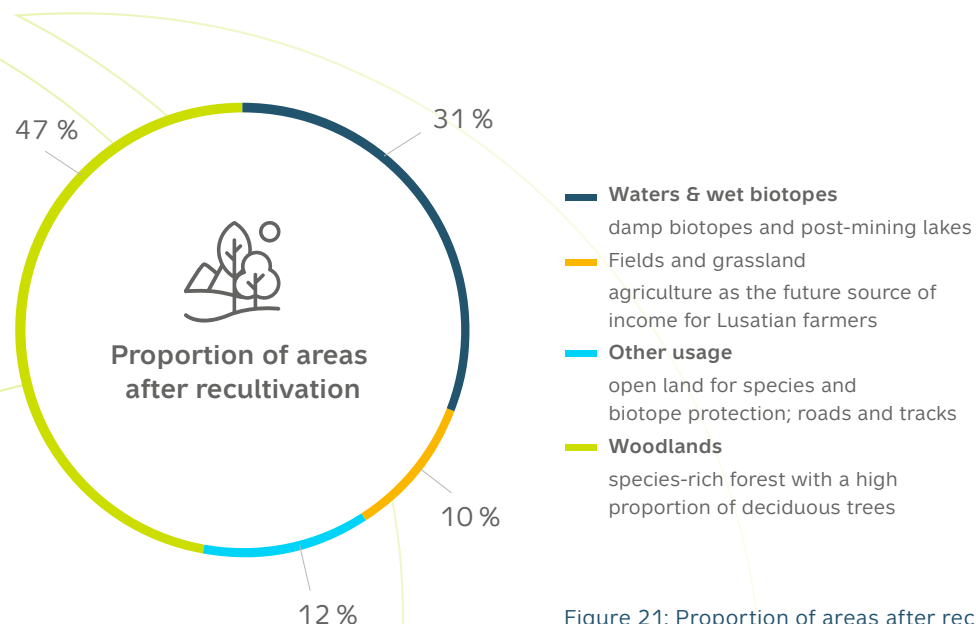 47 %
31 %
Proportion of areas
after recultivation
10 %
12 %
Waters & wet biotopes
damp biotopes and post-mining lakes
Fields and grassland
agriculture as the future source of
income for Lusatian farmers
Other usage
open land for species and
biotope protection; roads and tracks
Woodlands
species-rich forest with a high
proportion of deciduous trees
Figure 21: Proportion of areas after rec